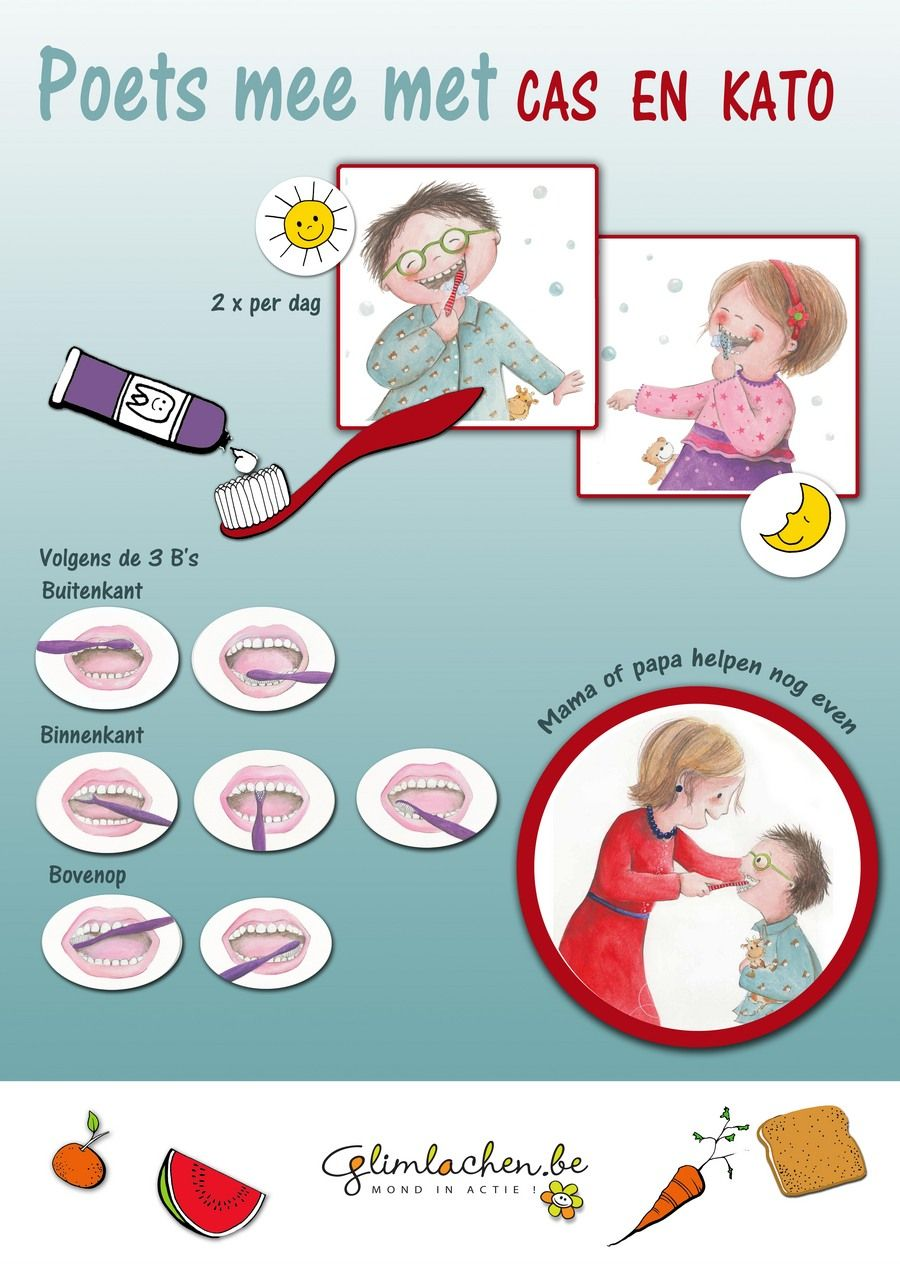 Poets mee met CAS EN KATO
2 x per dag
Volgens de 3 B's
Buitenkant
Binnenkant
Bovenop
Mama of papa helpen nog even
Glimlachen.be
MOND IN ACTIE !